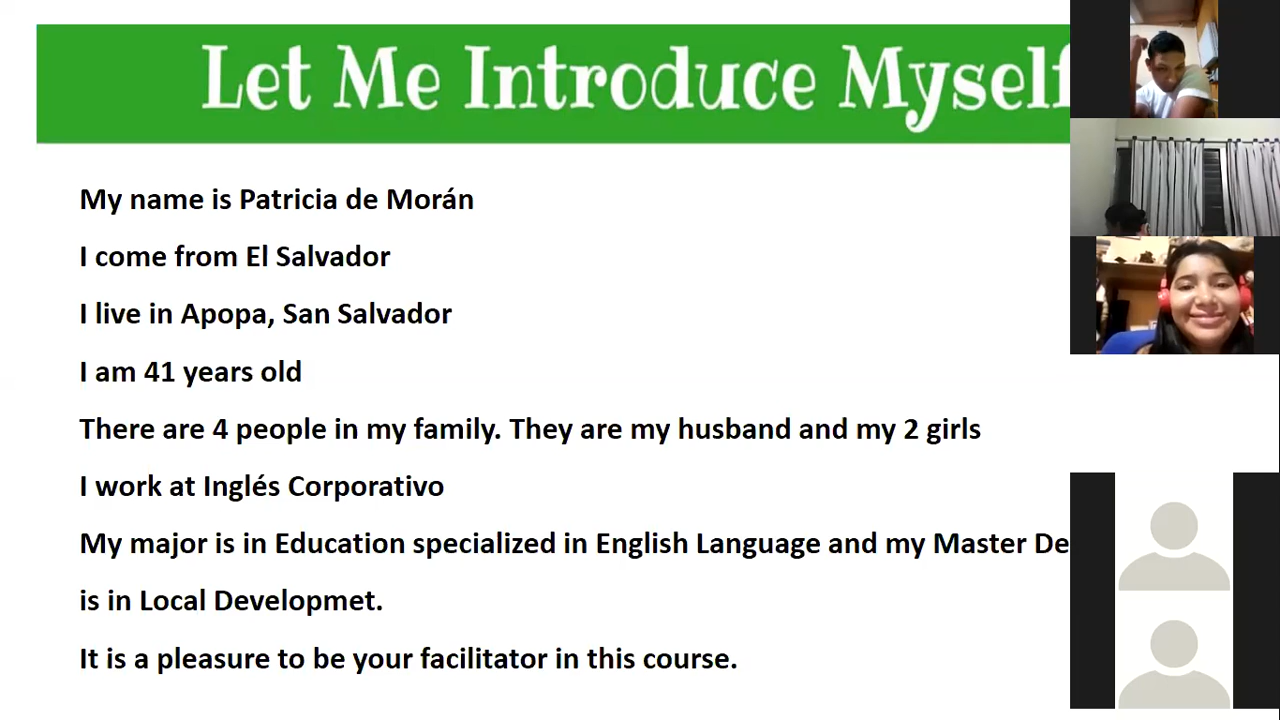 Let Me Introduce Myself
My name is Patricia de Morán
I come from El Salvador
I live in Apopa, San Salvador
I am 41 years old
There are 4 people in my family. They are my husband and my 2 girls
I work at Inglés Corporativo
My major is in Education specialized in English Language and my Master De
is in Local Developmet.
It is a pleasure to be your facilitator in this course.